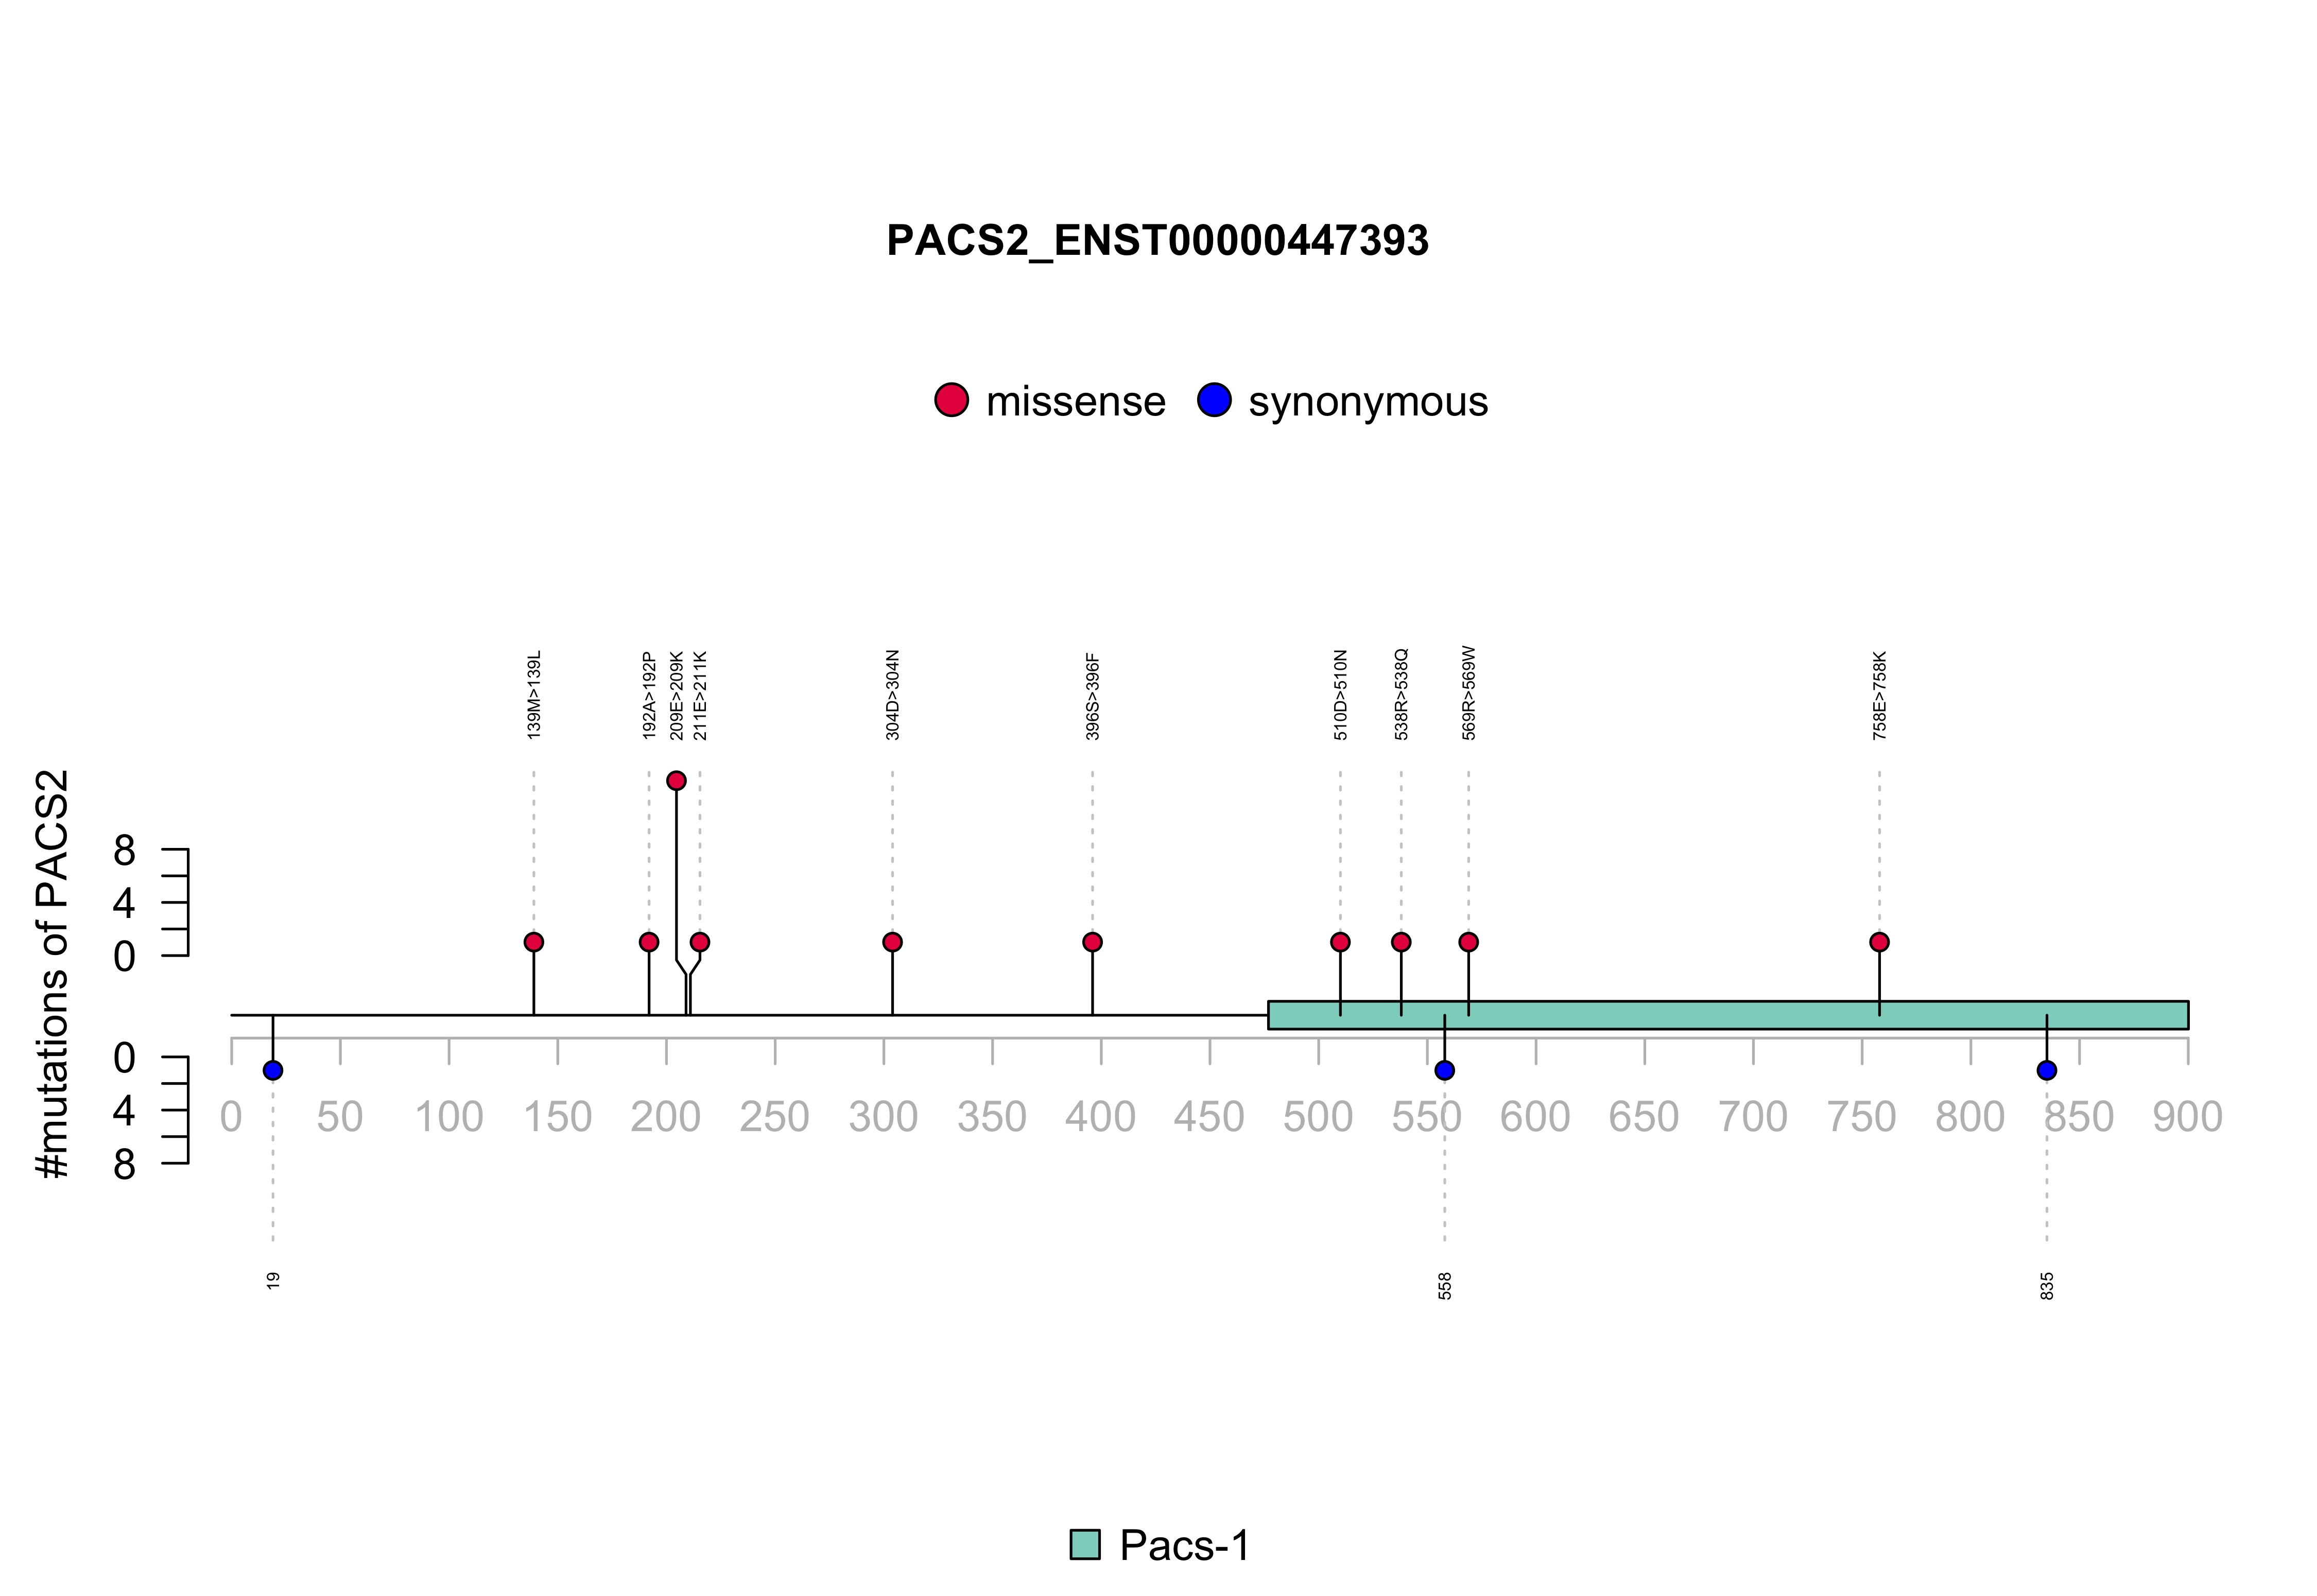 PACS2_ENST00000447393
missense synonymous
139M>139L 192A>192P 209E>209K 211E>211K 304D>304N 396S>396F 510D>510N 538R>538Q 569R>569W 758E>758K
#mutations of PACS2
8
4
0
0
4
8
0 50 100 150 200 250 300 350 400 450 500 550 600 650 700 750 800 850 900
19 558 835
Pacs-1